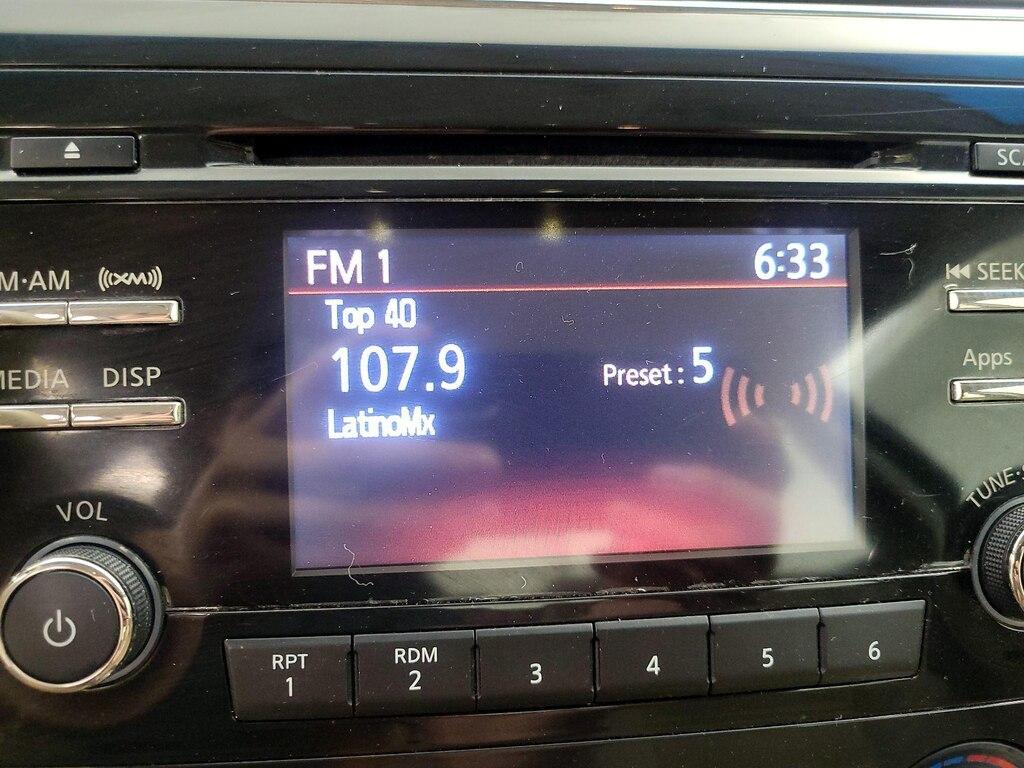 SCA
M·AM
((XM))
FM 1
6:33
SEEK
Top 40
107.9
Preset : 5
LatinoMx
MEDIA
DISP
Apps
VOL
TUNE·
RPT
1
RDM
2
3
4
5
6